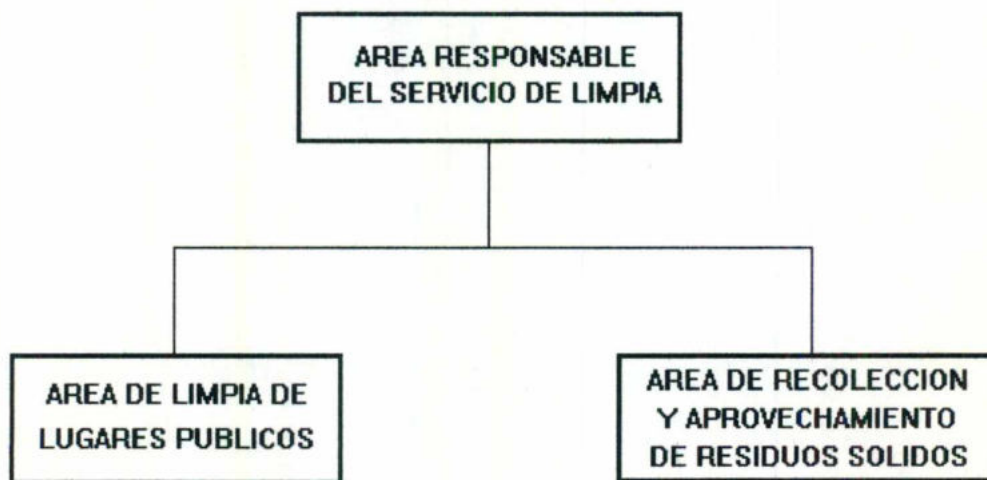 AREA RESPONSABLE
DEL SERVICIO DE LIMPIA
AREA DE LIMPIA DE
LUGARES PUBLICOS
AREA DE RECOLECCION
Y APROVECHAMIENTO
DE RESIDUOS SOLIDOS